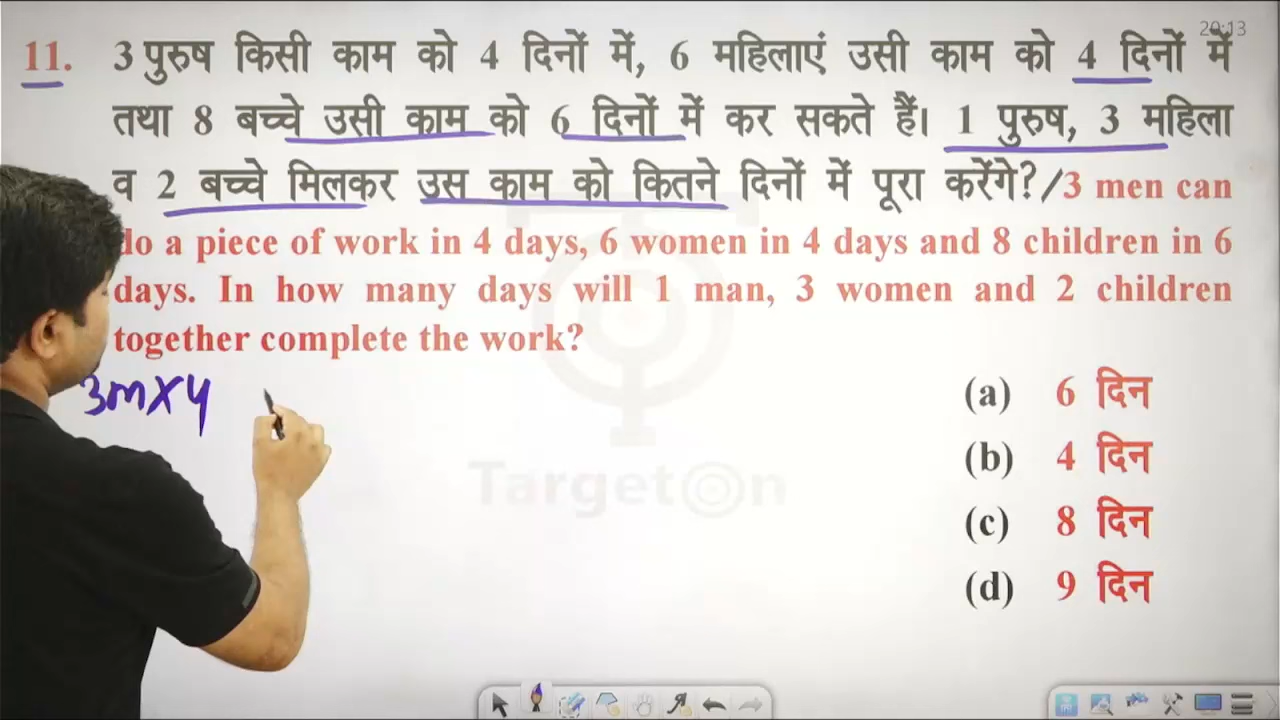 20:13
11. 3 पुरुष किसी काम को 4 दिनों में, 6 महिलाएं उसी काम को 4 दिनों में
तथा 8 बच्चे उसी काम को 6 दिनों में कर सकते हैं। 1 पुरुष, 3 महिला
व 2 बच्चे मिलकर उस काम को कितने दिनों में पूरा करेंगे?/3 men can
do a piece of work in 4 days, 6 women in 4 days and 8 children in 6
days. In how many days will 1 man, 3 women and 2 children
together complete the work?
3m×4
(a) 6 दिन
(b) 4 दिन
(c) 8 दिन
(d) 9 दिन
Target@n